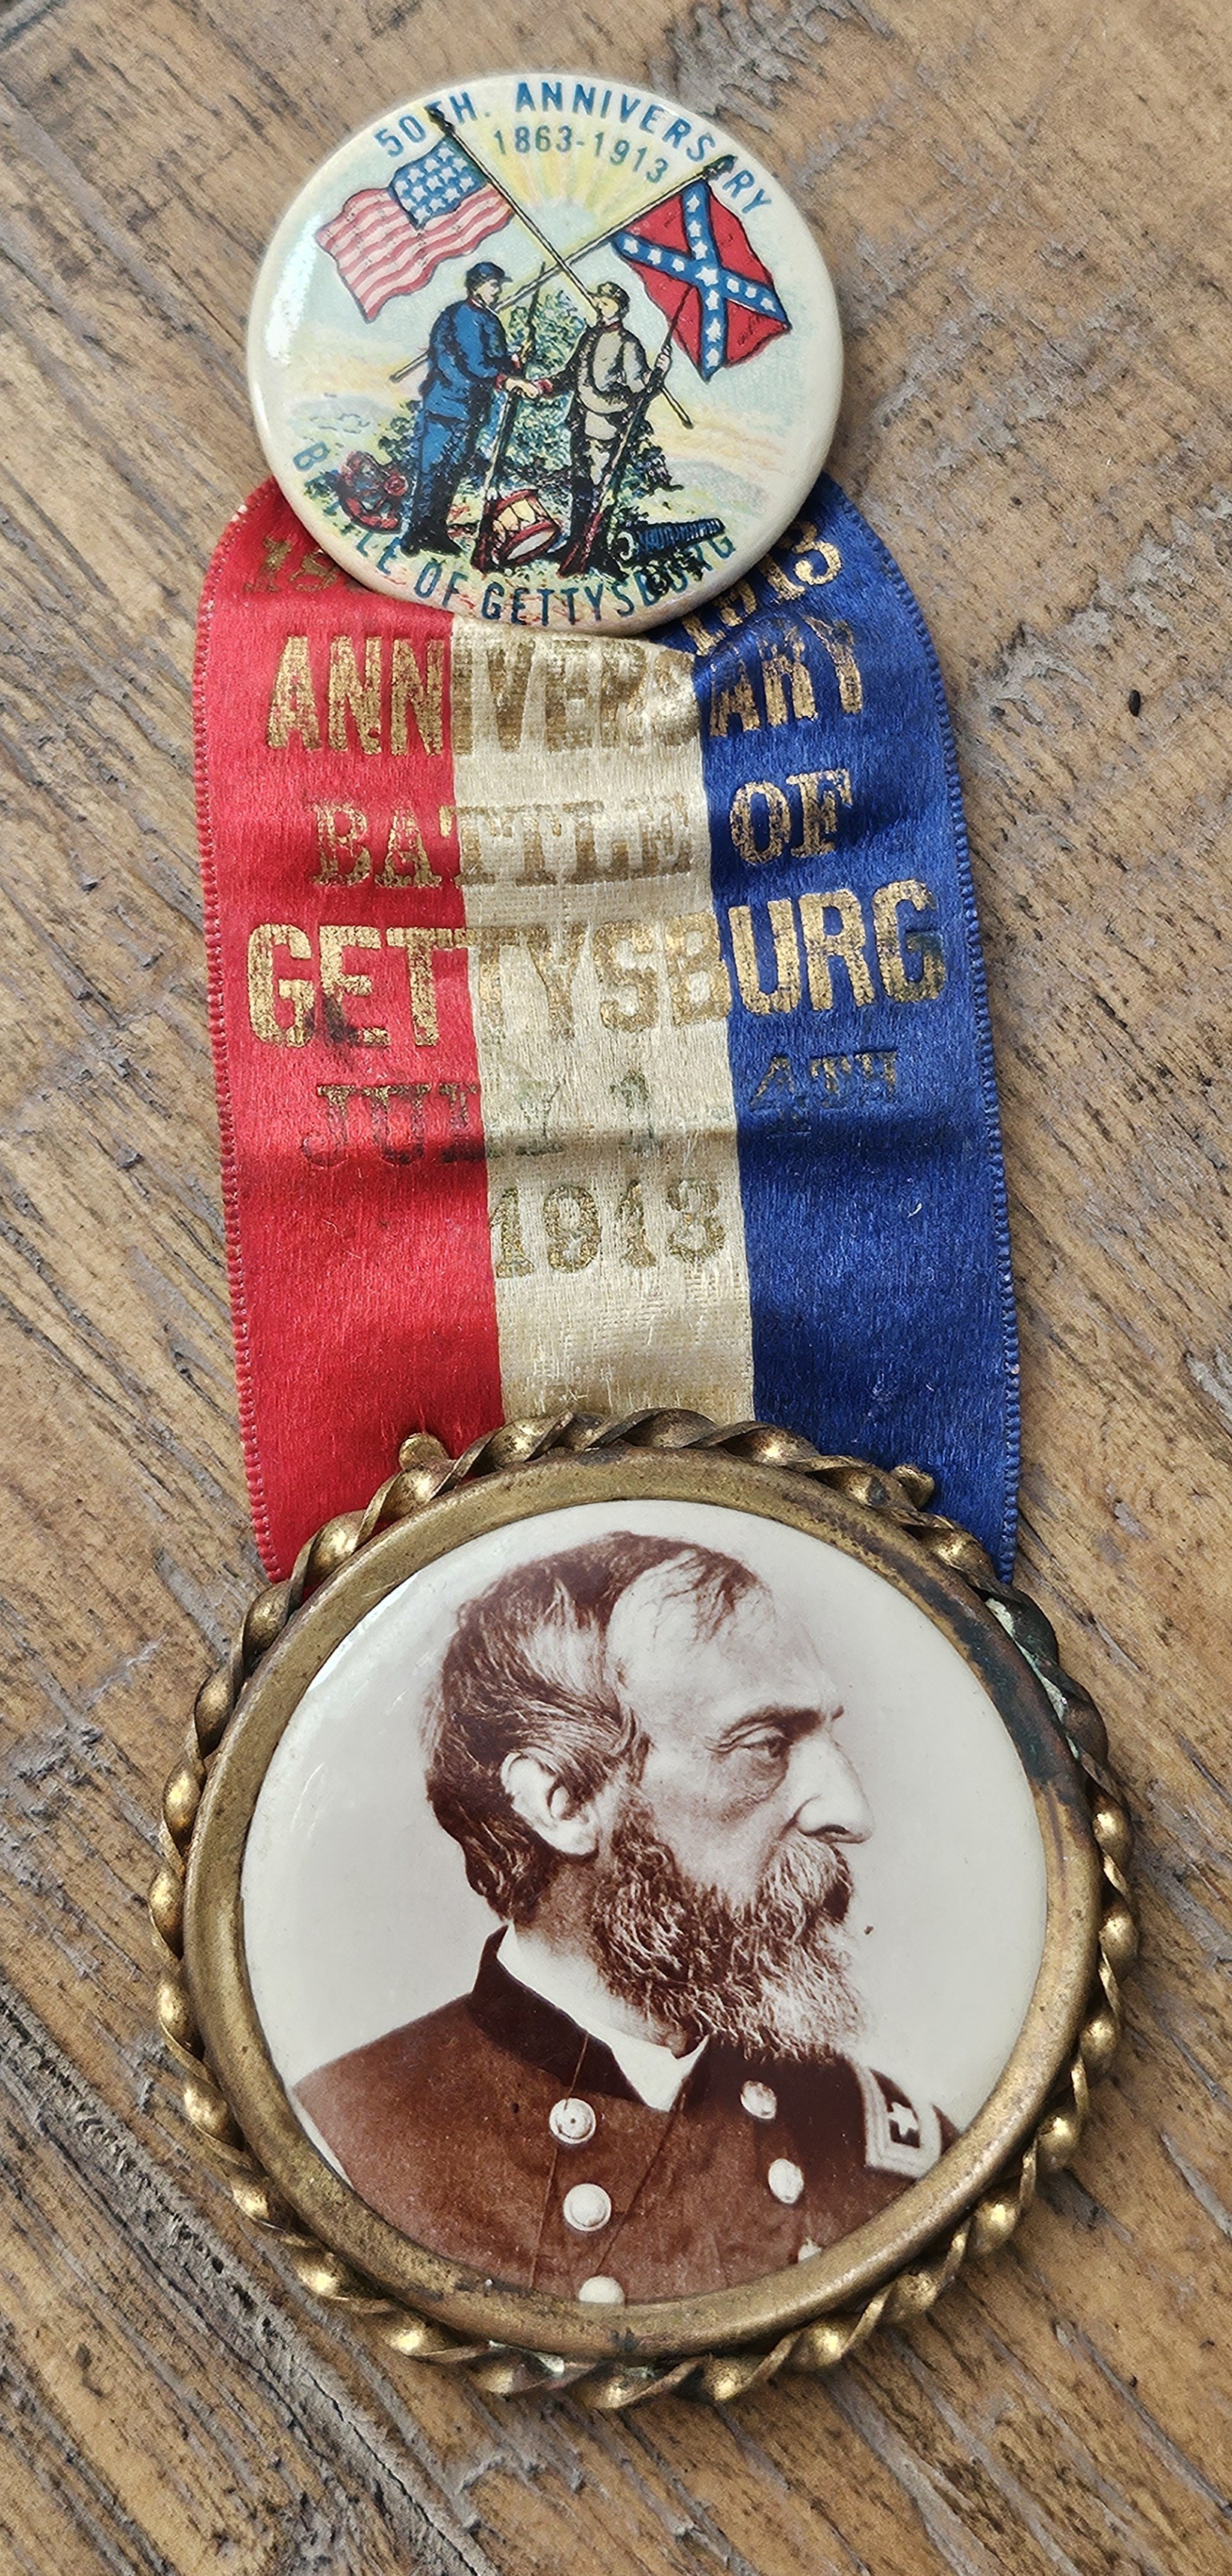 50TH. ANNIVERSARY
1863-1913
BATTLE OF GETTYSBURG
1913
ANNIVERSARY
BATTLE OF
GETTYSBURG
JULY 1 - 4TH
1913